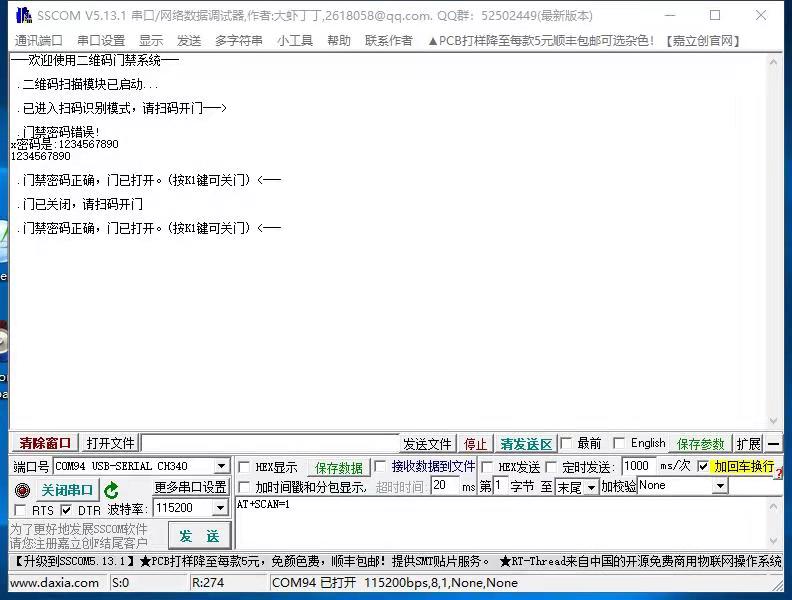 SSCOM V5.13.1 串口/网络数据调试器,作者:大虾丁丁,2618058@qq.com. QQ群：52502449(最新版本)
通讯端口 串口设置 显示 发送 多字符串 小工具 帮助 联系作者 ▲PCB打样降至每款5元顺丰包邮可选杂色！【嘉立创官网】
——欢迎使用二维码门禁系统——
.二维码扫描模块已启动...
.已进入扫码识别模式，请扫码开门——>
.门禁密码错误!
x密码是:1234567890
1234567890
.门禁密码正确，门已打开。(按K1键可关门) <——
.门已关闭，请扫码开门
.门禁密码正确，门已打开。(按K1键可关门) <——
清除窗口 打开文件 发送文件 停止 清发送区 最前 English 保存参数 扩展 —
端口号 COM94 USB-SERIAL CH340 HEX显示 保存数据 接收数据到文件 HEX发送 定时发送: 1000 ms/次 加回车换行
关闭串口 更多串口设置 加时间戳和分包显示, 超时时间: 20 ms 第1 字节 至 末尾 加校验 None
RTS DTR 波特率: 115200 AT+SCAN=1
为了更好地发展SSCOM软件
请您注册嘉立创F结尾客户
发 送
【升级到SSCOM5.13.1】★PCB打样降至每款5元，免颜色费，顺丰包邮！提供SMT贴片服务。 ★RT-Thread来自中国的开源免费商用物联网操作系统
www.daxia.com S:0 R:274 COM94 已打开 115200bps,8,1,None,None